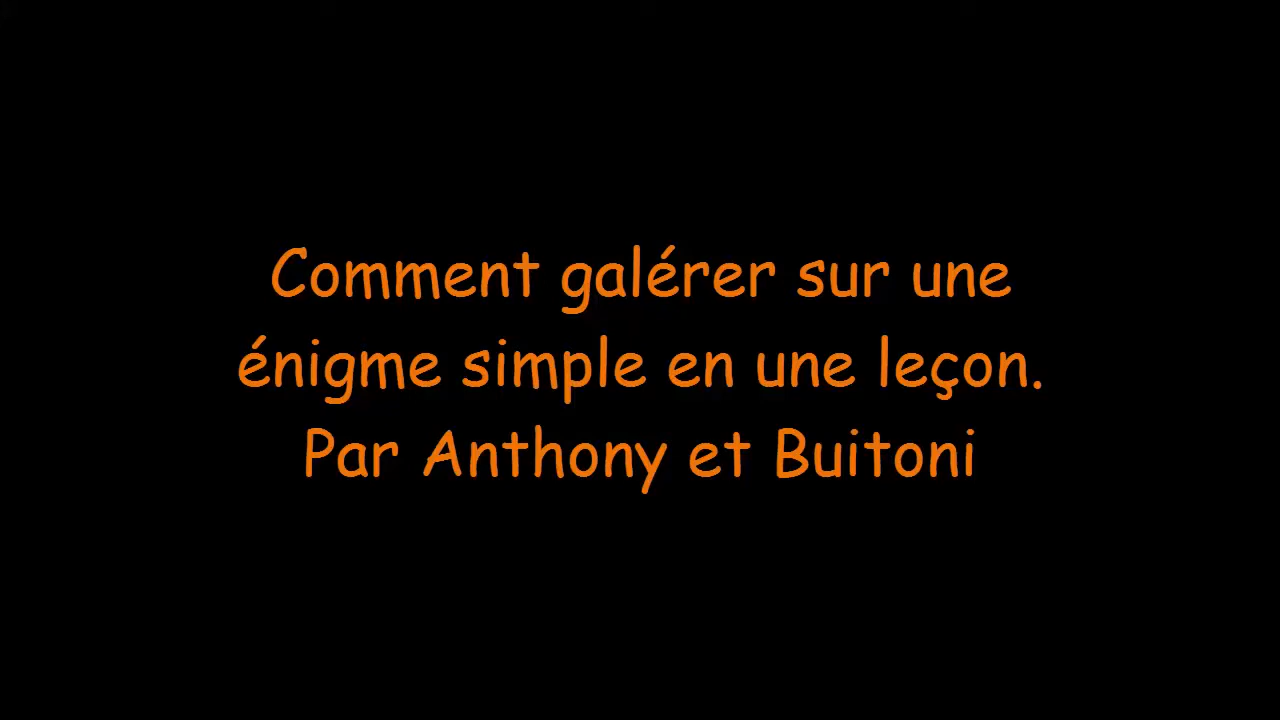 Comment galérer sur une
énigme simple en une leçon.
Par Anthony et Buitoni